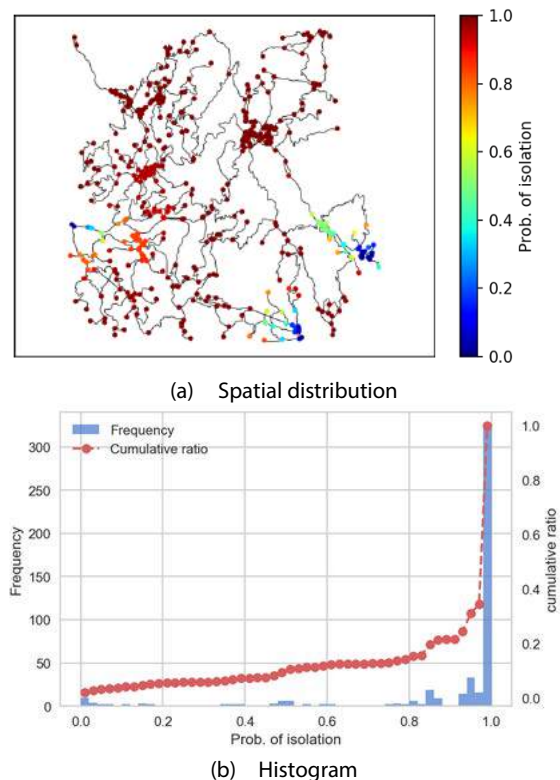 1.0
0.8
0.6
0.4
0.2
0.0
Prob. of isolation
(a) Spatial distribution
Frequency
Cumulative ratio
300
250
200
150
100
50
0
Frequency
1.0
0.8
0.6
0.4
0.2
0.0
cumulative ratio
0.0 0.2 0.4 0.6 0.8 1.0
Prob. of isolation
(b) Histogram